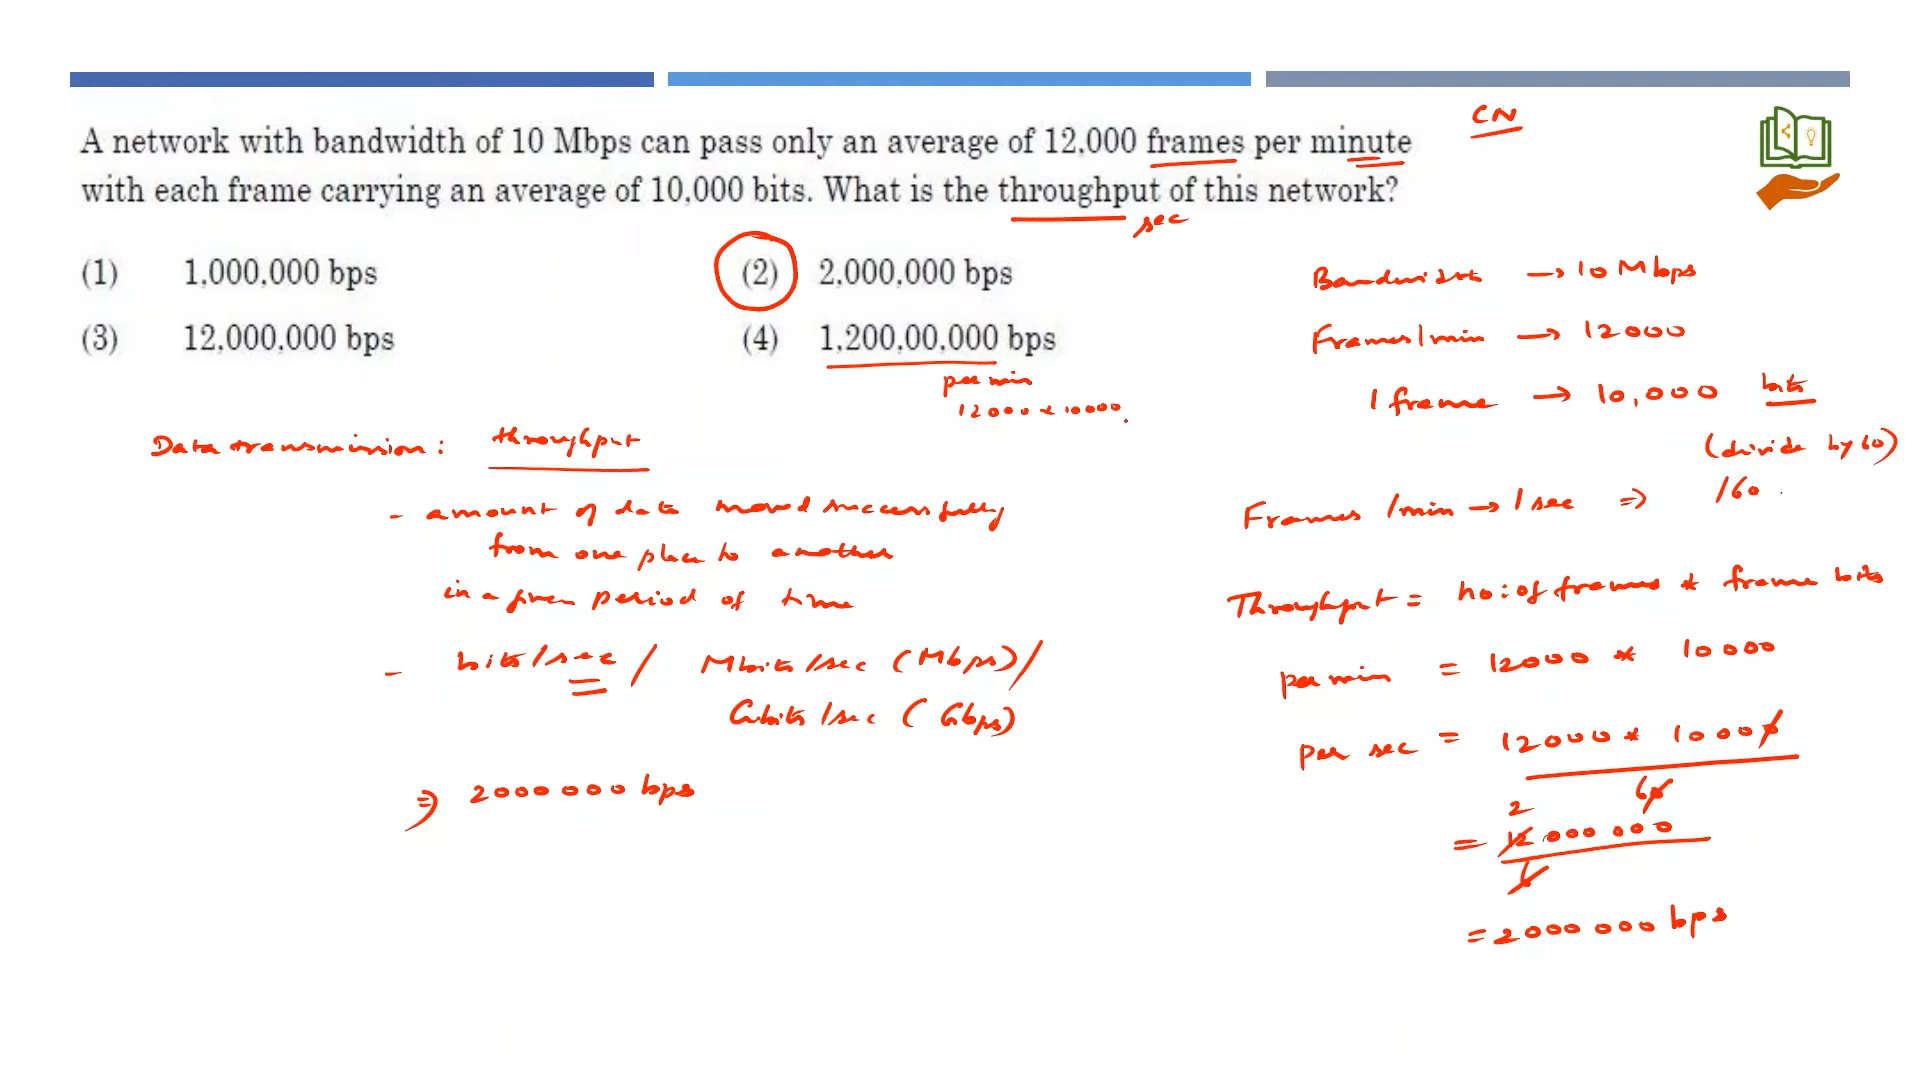 CN
A network with bandwidth of 10 Mbps can pass only an average of 12,000 frames per minute
with each frame carrying an average of 10,000 bits. What is the throughput of this network?
sec
(1) 1,000,000 bps (2) 2,000,000 bps
(3) 12,000,000 bps (4) 1,200,00,000 bps
per min
12000 * 10000.
Data transmission: throughput
- amount of data moved successfully
from one place to another
in a given period of time
- bits/sec / Mbits/sec (Mbps)/
Gbits/sec (Gbps)
⇒ 2000000 bps
Bandwidth → 10 Mbps
Frames/min → 12000
1 frame → 10,000 bits
(divide by 60)
Frames /min → /sec ⇒ /60.
Throughput = no: of frames * frame bits
per min = 12000 * 10000
per sec = 12000 * 10000
60
2
= 12000000
6
= 2000000 bps